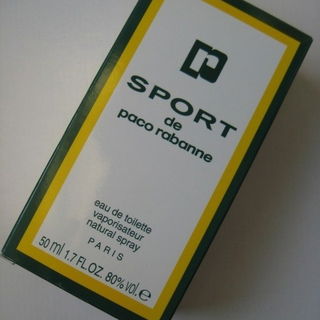 SPORT
de
paco rabanne
eau de toilette
vaporisateur
natural spray
PARIS
50 ml 1.7 FL.OZ. 80% vol. e